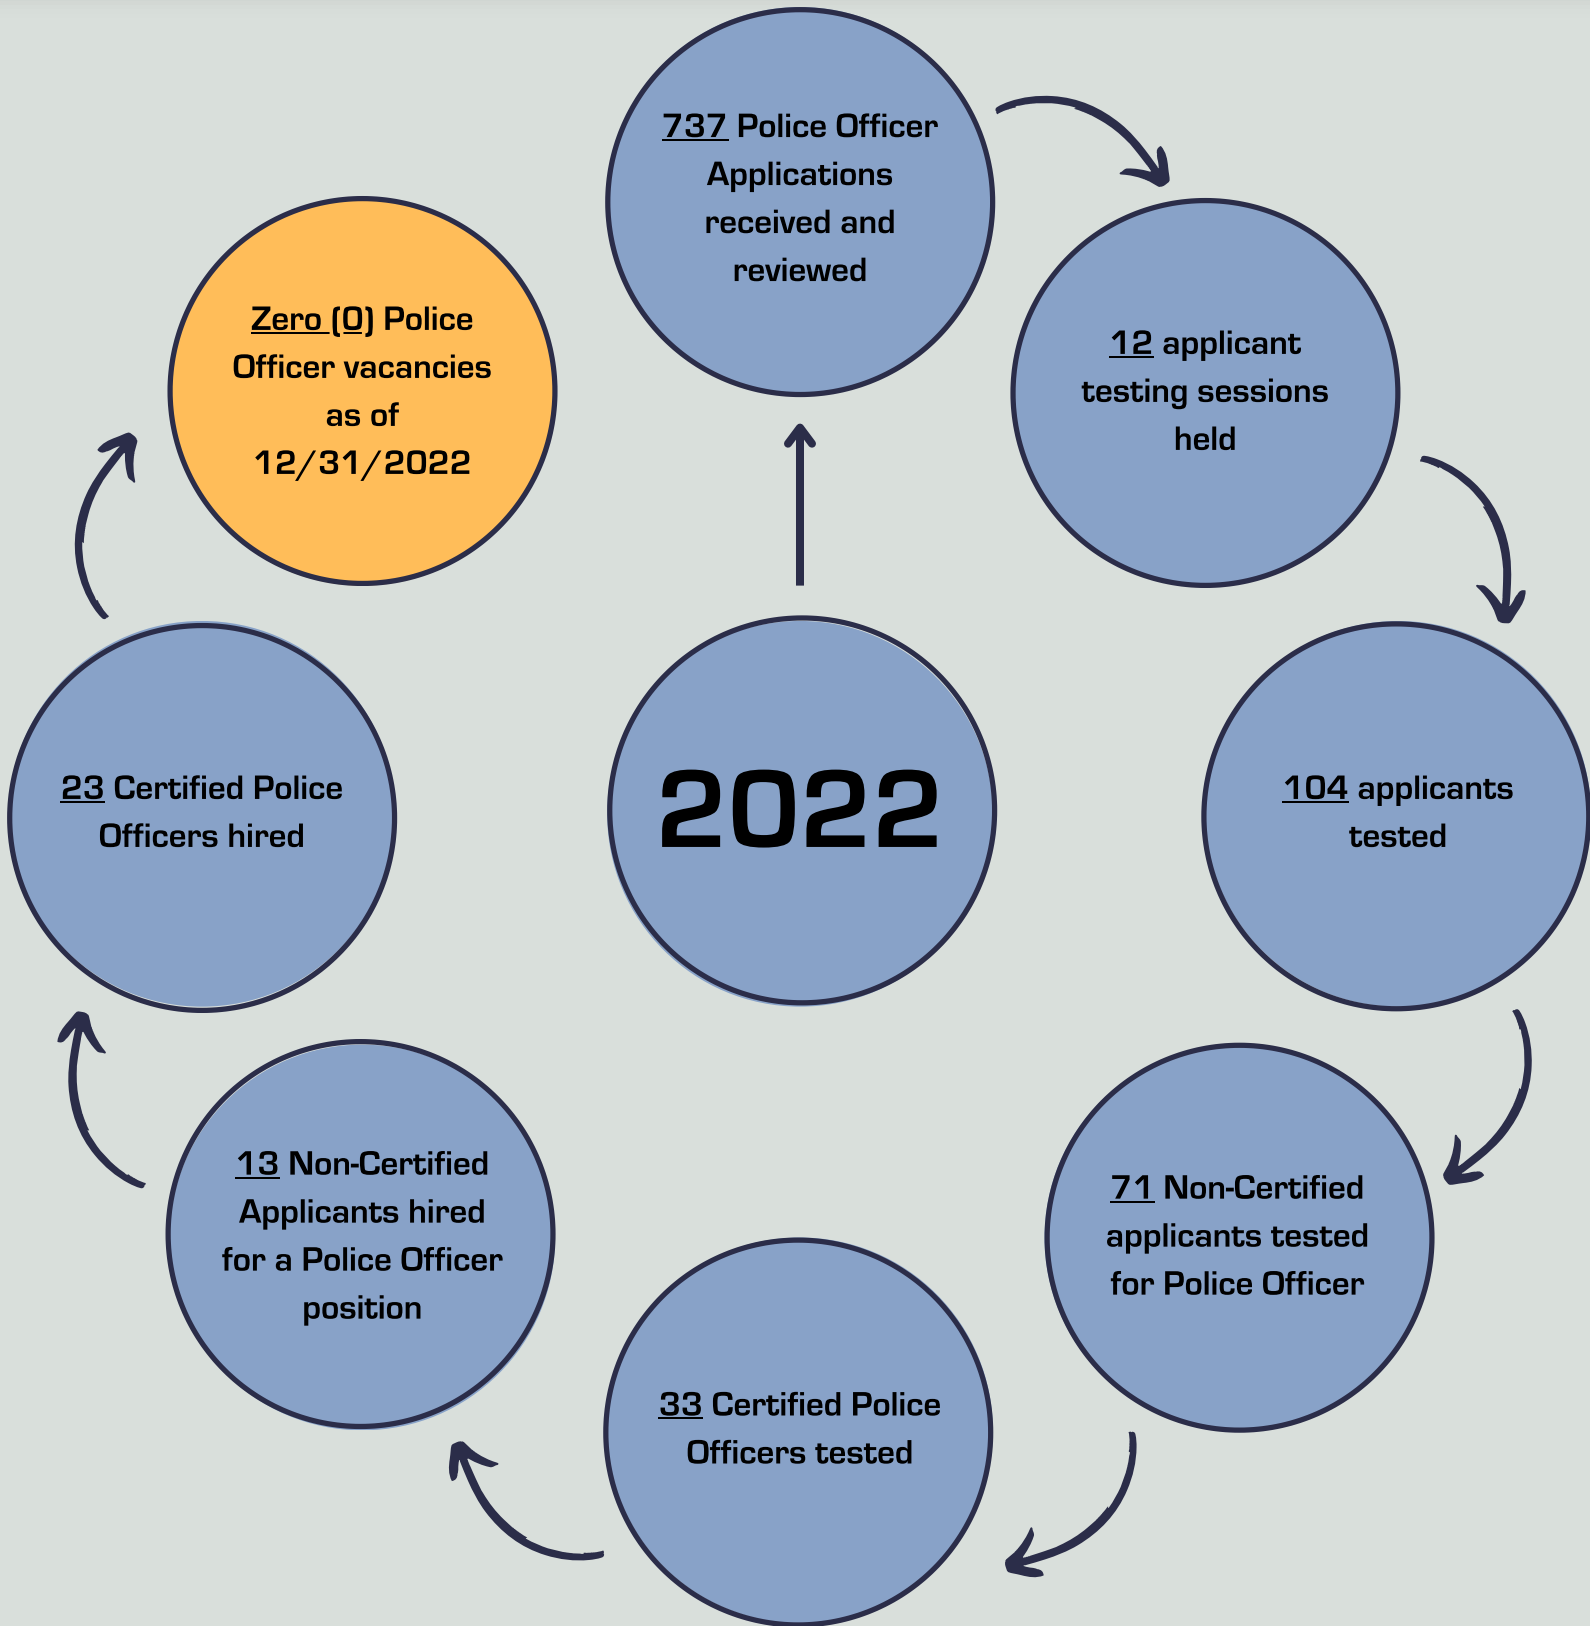 2022
737 Police Officer
Applications
received and
reviewed
12 applicant
testing sessions
held
104 applicants
tested
71 Non-Certified
applicants tested
for Police Officer
33 Certified Police
Officers tested
13 Non-Certified
Applicants hired
for a Police Officer
position
23 Certified Police
Officers hired
Zero (0) Police
Officer vacancies
as of
12/31/2022